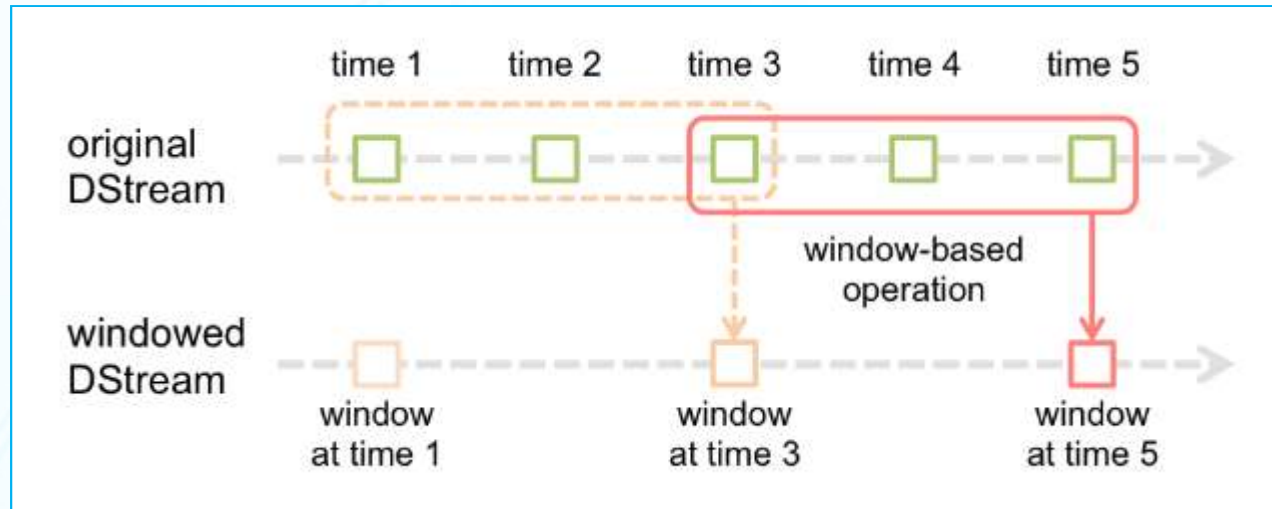 time 1 time 2 time 3 time 4 time 5
original
DStream
window-based
operation
windowed
DStream
window
at time 1
window
at time 3
window
at time 5